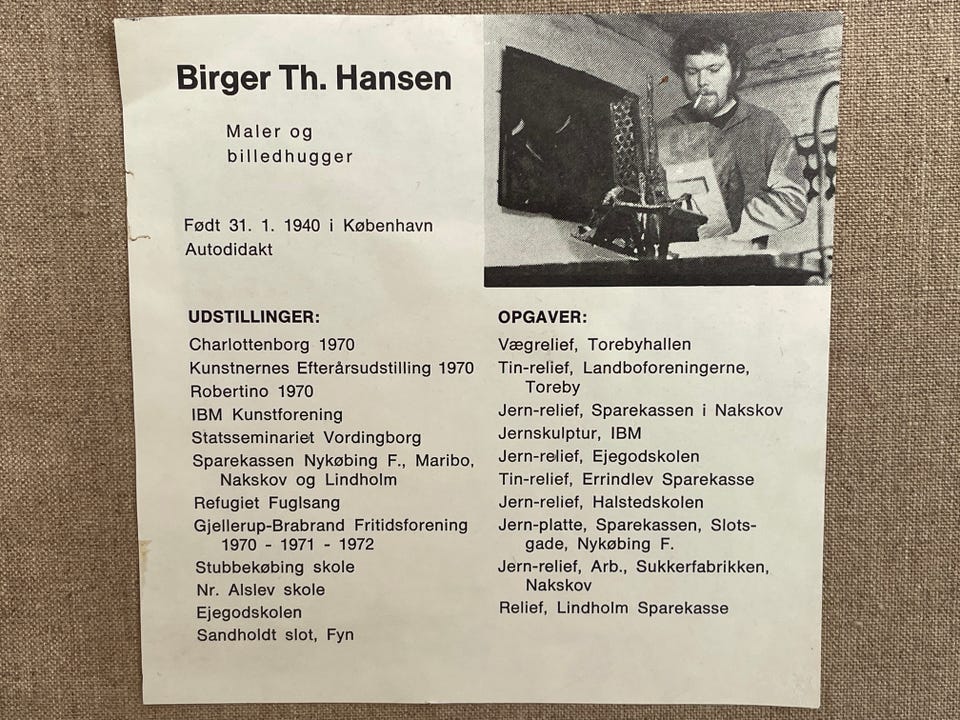 Birger Th. Hansen
Maler og
billedhugger
Født 31. 1. 1940 i København
Autodidakt
UDSTILLINGER:
Charlottenborg 1970
Kunstnernes Efterårsudstilling 1970
Robertino 1970
IBM Kunstforening
Statsseminariet Vordingborg
Sparekassen Nykøbing F., Maribo,
Nakskov og Lindholm
Refugiet Fuglsang
Gjellerup-Brabrand Fritidsforening
1970 - 1971 - 1972
Stubbekøbing skole
Nr. Alslev skole
Ejegodskolen
Sandholdt slot, Fyn
OPGAVER:
Vægrelief, Torebyhallen
Tin-relief, Landboforeningerne,
Toreby
Jern-relief, Sparekassen i Nakskov
Jernskulptur, IBM
Jern-relief, Ejegodskolen
Tin-relief, Errindlev Sparekasse
Jern-relief, Halstedskolen
Jern-platte, Sparekassen, Slots-
gade, Nykøbing F.
Jern-relief, Arb., Sukkerfabrikken,
Nakskov
Relief, Lindholm Sparekasse